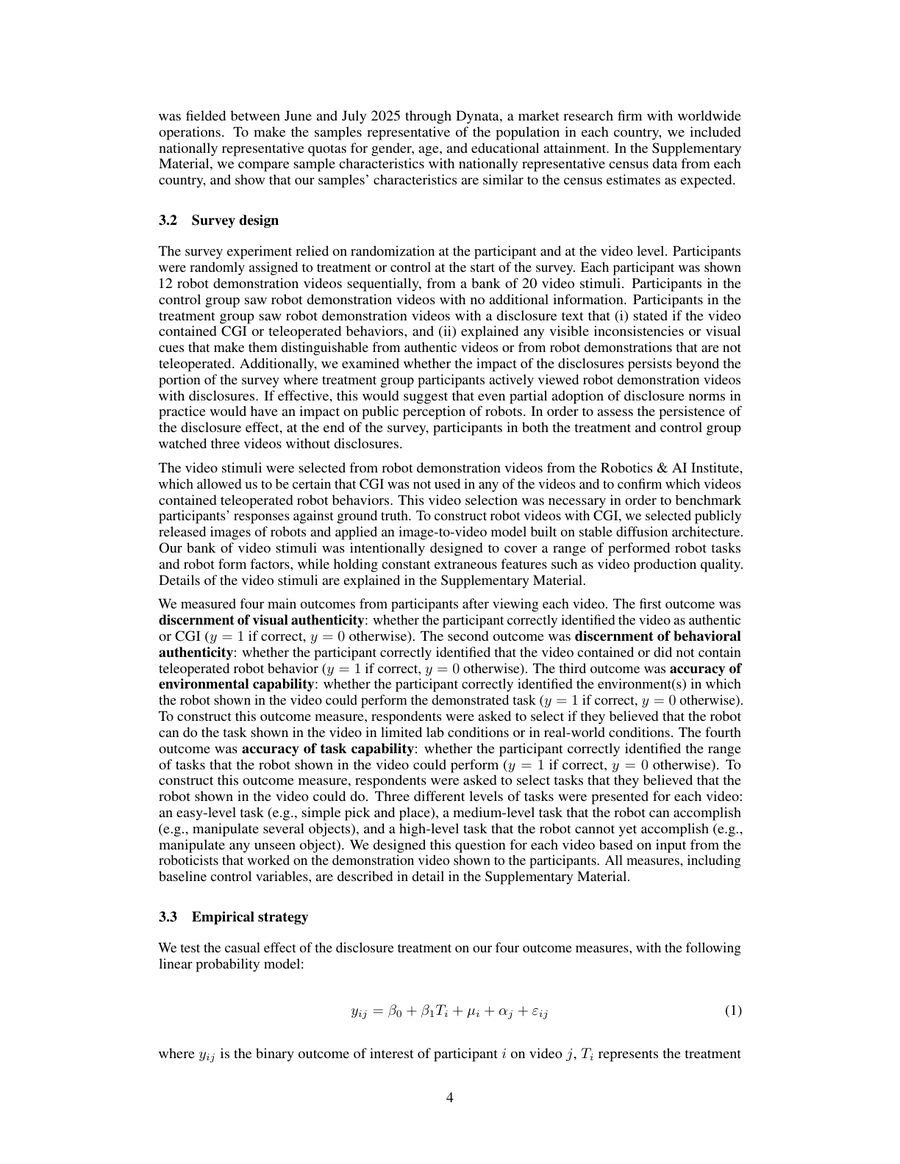 was fielded between June and July 2025 through Dynata, a market research firm with worldwide
operations. To make the samples representative of the population in each country, we included
nationally representative quotas for gender, age, and educational attainment. In the Supplementary
Material, we compare sample characteristics with nationally representative census data from each
country, and show that our samples' characteristics are similar to the census estimates as expected.
3.2 Survey design
The survey experiment relied on randomization at the participant and at the video level. Participants
were randomly assigned to treatment or control at the start of the survey. Each participant was shown
12 robot demonstration videos sequentially, from a bank of 20 video stimuli. Participants in the
control group saw robot demonstration videos with no additional information. Participants in the
treatment group saw robot demonstration videos with a disclosure text that (i) stated if the video
contained CGI or teleoperated behaviors, and (ii) explained any visible inconsistencies or visual
cues that make them distinguishable from authentic videos or from robot demonstrations that are not
teleoperated. Additionally, we examined whether the impact of the disclosures persists beyond the
portion of the survey where treatment group participants actively viewed robot demonstration videos
with disclosures. If effective, this would suggest that even partial adoption of disclosure norms in
practice would have an impact on public perception of robots. In order to assess the persistence of
the disclosure effect, at the end of the survey, participants in both the treatment and control group
watched three videos without disclosures.
The video stimuli were selected from robot demonstration videos from the Robotics & AI Institute,
which allowed us to be certain that CGI was not used in any of the videos and to confirm which videos
contained teleoperated robot behaviors. This video selection was necessary in order to benchmark
participants' responses against ground truth. To construct robot videos with CGI, we selected publicly
released images of robots and applied an image-to-video model built on stable diffusion architecture.
Our bank of video stimuli was intentionally designed to cover a range of performed robot tasks
and robot form factors, while holding constant extraneous features such as video production quality.
Details of the video stimuli are explained in the Supplementary Material.
We measured four main outcomes from participants after viewing each video. The first outcome was
discernment of visual authenticity: whether the participant correctly identified the video as authentic
or CGI (y = 1 if correct, y = 0 otherwise). The second outcome was discernment of behavioral
authenticity: whether the participant correctly identified that the video contained or did not contain
teleoperated robot behavior (y = 1 if correct, y = 0 otherwise). The third outcome was accuracy of
environmental capability: whether the participant correctly identified the environment(s) in which
the robot shown in the video could perform the demonstrated task (y = 1 if correct, y = 0 otherwise).
To construct this outcome measure, respondents were asked to select if they believed that the robot
can do the task shown in the video in limited lab conditions or in real-world conditions. The fourth
outcome was accuracy of task capability: whether the participant correctly identified the range
of tasks that the robot shown in the video could perform (y = 1 if correct, y = 0 otherwise). To
construct this outcome measure, respondents were asked to select tasks that they believed that the
robot shown in the video could do. Three different levels of tasks were presented for each video:
an easy-level task (e.g., simple pick and place), a medium-level task that the robot can accomplish
(e.g., manipulate several objects), and a high-level task that the robot cannot yet accomplish (e.g.,
manipulate any unseen object). We designed this question for each video based on input from the
roboticists that worked on the demonstration video shown to the participants. All measures, including
baseline control variables, are described in detail in the Supplementary Material.
3.3 Empirical strategy
We test the casual effect of the disclosure treatment on our four outcome measures, with the following
linear probability model:
yij = β0 + β1Ti + μi + αj + εij (1)
where yij is the binary outcome of interest of participant i on video j, Ti represents the treatment
4